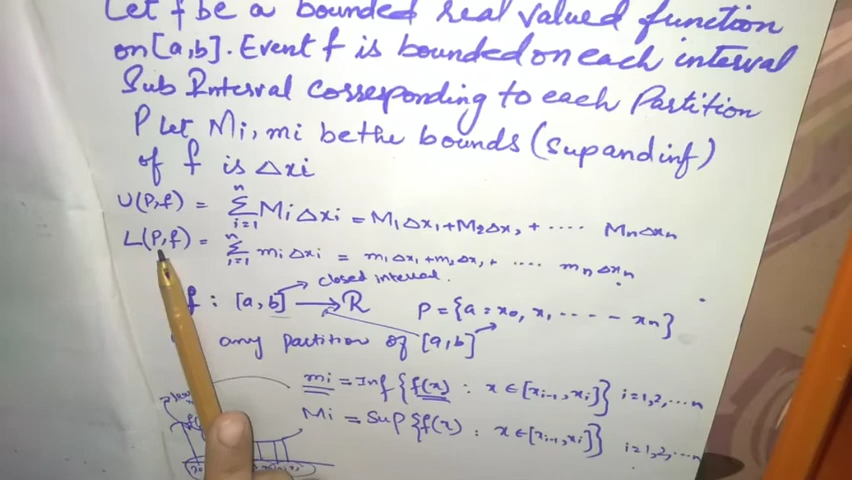 Let f be a bounded real valued function
on [a,b]. Event f is bounded on each interval
Sub Interval corresponding to each Partition
P Let Mi, mi be the bounds (sup and inf)
of f is Δxi
U(P,f) = ∑_{i=1}^{n} Mi Δxi = M₁Δx₁+M₂Δx₂ + .... MnΔxn
L(P,f) = ∑_{i=1}^{n} mi Δxi = m₁Δx₁+m₂Δx₂+ .... mnΔxn
closed interval.
f : [a,b] → R P = {a = x₀, x₁ ----- xn}
any partition of [a,b]
mi = Inf {f(x) : x ∈ [xi-1, xi]} i=1,2,...n
Mi = Sup {f(x) : x ∈ [xi-1, xi]} i=1,2,...n